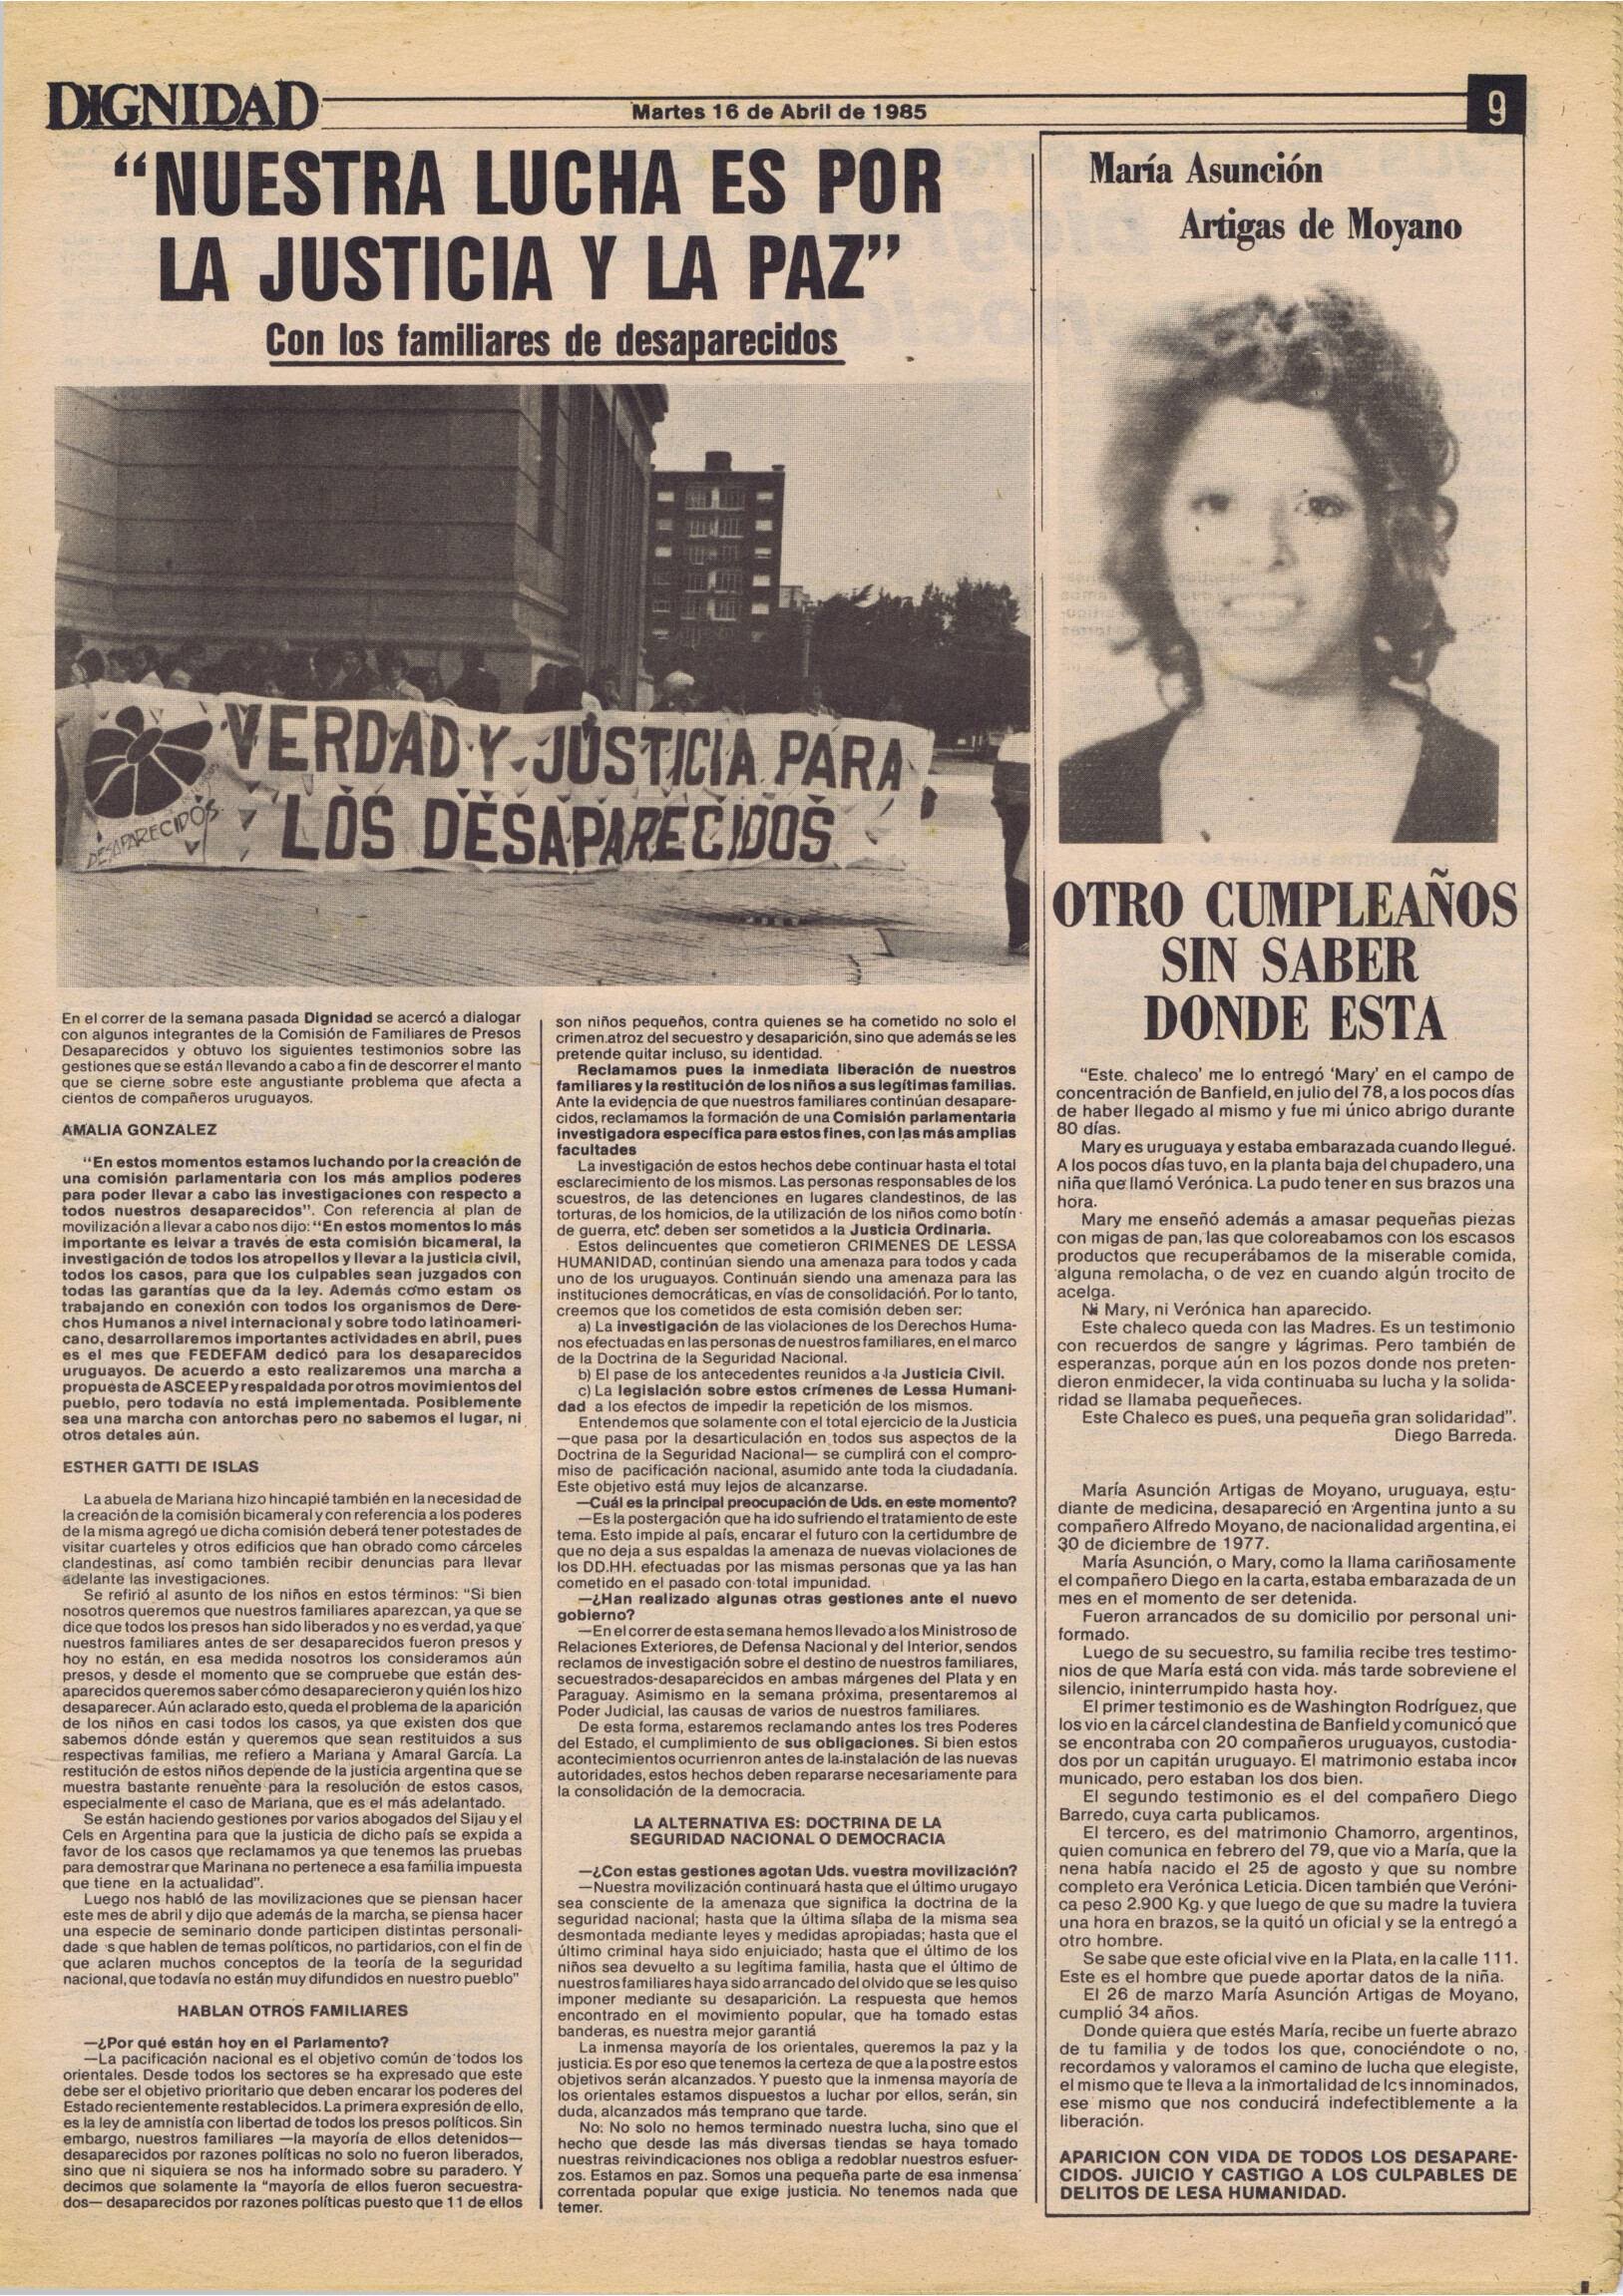 DIGNIDAD
Martes 16 de Abril de 1985
9
“NUESTRA LUCHA ES POR
LA JUSTICIA Y LA PAZ”
Con los familiares de desaparecidos
VERDAD Y JUSTICIA PARA
LOS DESAPARECIDOS
DESAPARECIDOS
En el correr de la semana pasada Dignidad se acercó a dialogar
con algunos integrantes de la Comisión de Familiares de Presos
Desaparecidos y obtuvo los siguientes testimonios sobre las
gestiones que se están llevando a cabo a fin de descorrer el manto
que se cierne sobre este angustiante problema que afecta a
cientos de compañeros uruguayos.
AMALIA GONZALEZ
“En estos momentos estamos luchando por la creación de
una comisión parlamentaria con los más amplios poderes
para poder llevar a cabo las investigaciones con respecto a
todos nuestros desaparecidos”. Con referencia al plan de
movilización a llevar a cabo nos dijo: “En estos momentos lo más
importante es leivar a través de esta comisión bicameral, la
investigación de todos los atropellos y llevar a la justicia civil,
todos los casos, para que los culpables sean juzgados con
todas las garantías que da la ley. Además como estam os
trabajando en conexión con todos los organismos de Dere-
chos Humanos a nivel internacional y sobre todo latinoameri-
cano, desarrollaremos importantes actividades en abril, pues
es el mes que FEDEFAM dedicó para los desaparecidos
uruguayos. De acuerdo a esto realizaremos una marcha a
propuesta de ASCEEP y respaldada por otros movimientos del
pueblo, pero todavía no está implementada. Posiblemente
sea una marcha con antorchas pero no sabemos el lugar, ni
otros detales aún.
ESTHER GATTI DE ISLAS
La abuela de Mariana hizo hincapié también en la necesidad de
la creación de la comisión bicameral y con referencia a los poderes
de la misma agregó ue dicha comisión deberá tener potestades de
visitar cuarteles y otros edificios que han obrado como cárceles
clandestinas, así como también recibir denuncias para llevar
adelante las investigaciones.
Se refirió al asunto de los niños en estos términos: “Si bien
nosotros queremos que nuestros familiares aparezcan, ya que se
dice que todos los presos han sido liberados y no es verdad, ya que
nuestros familiares antes de ser desaparecidos fueron presos y
hoy no están, en esa medida nosotros los consideramos aún
presos, y desde el momento que se compruebe que están des-
aparecidos queremos saber cómo desaparecieron y quién los hizo
desaparecer. Aún aclarado esto, queda el problema de la aparición
de los niños en casi todos los casos, ya que existen dos que
sabemos dónde están y queremos que sean restituidos a sus
respectivas familias, me refiero a Mariana y Amaral García. La
restitución de estos niños depende de la justicia argentina que se
muestra bastante renuente para la resolución de estos casos,
especialmente el caso de Mariana, que es el más adelantado.
Se están haciendo gestiones por varios abogados del Sijau y el
Cels en Argentina para que la justicia de dicho país se expida a
favor de los casos que reclamamos ya que tenemos las pruebas
para demostrar que Marinana no pertenece a esa familia impuesta
que tiene en la actualidad”.
Luego nos habló de las movilizaciones que se piensan hacer
este mes de abril y dijo que además de la marcha, se piensa hacer
una especie de seminario donde participen distintas personali-
dade s que hablen de temas políticos, no partidarios, con el fin de
que aclaren muchos conceptos de la teoría de la seguridad
nacional, que todavía no están muy difundidos en nuestro pueblo”
HABLAN OTROS FAMILIARES
—¿Por qué están hoy en el Parlamento?
—La pacificación nacional es el objetivo común de todos los
orientales. Desde todos los sectores se ha expresado que este
debe ser el objetivo prioritario que deben encarar los poderes del
Estado recientemente restablecidos. La primera expresión de ello,
es la ley de amnistía con libertad de todos los presos políticos. Sin
embargo, nuestros familiares —la mayoría de ellos detenidos—
desaparecidos por razones políticas no solo no fueron liberados,
sino que ni siquiera se nos ha informado sobre su paradero. Y
decimos que solamente la “mayoría de ellos fueron secuestra-
dos— desaparecidos por razones políticas puesto que 11 de ellos
son niños pequeños, contra quienes se ha cometido no solo el
crimen atroz del secuestro y desaparición, sino que además se les
pretende quitar incluso, su identidad.
Reclamamos pues la inmediata liberación de nuestros
familiares y la restitución de los niños a sus legítimas familias.
Ante la evidencia de que nuestros familiares continúan desapare-
cidos, reclamamos la formación de una Comisión parlamentaria
investigadora específica para estos fines, con las más amplias
facultades
La investigación de estos hechos debe continuar hasta el total
esclarecimiento de los mismos. Las personas responsables de los
scuestros, de las detenciones en lugares clandestinos, de las
torturas, de los homicios, de la utilización de los niños como botín
de guerra, etc. deben ser sometidos a la Justicia Ordinaria.
Estos delincuentes que cometieron CRIMENES DE LESSA
HUMANIDAD, continúan siendo una amenaza para todos y cada
uno de los uruguayos. Continuán siendo una amenaza para las
instituciones democráticas, en vías de consolidación. Por lo tanto,
creemos que los cometidos de esta comisión deben ser:
a) La investigación de las violaciones de los Derechos Huma-
nos efectuadas en las personas de nuestros familiares, en el marco
de la Doctrina de la Seguridad Nacional.
b) El pase de los antecedentes reunidos a la Justicia Civil.
c) La legislación sobre estos crímenes de Lessa Humani-
dad a los efectos de impedir la repetición de los mismos.
Entendemos que solamente con el total ejercicio de la Justicia
—que pasa por la desarticulación en todos sus aspectos de la
Doctrina de la Seguridad Nacional— se cumplirá con el compro-
miso de pacificación nacional, asumido ante toda la ciudadanía.
Este objetivo está muy lejos de alcanzarse.
—Cuál es la principal preocupación de Uds. en este momento?
—Es la postergación que ha ido sufriendo el tratamiento de este
tema. Esto impide al país, encarar el futuro con la certidumbre de
que no deja a sus espaldas la amenaza de nuevas violaciones de
los DD.HH. efectuadas por las mismas personas que ya las han
cometido en el pasado con total impunidad.
—¿Han realizado algunas otras gestiones ante el nuevo
gobierno?
—En el correr de esta semana hemos llevado a los Ministroso de
Relaciones Exteriores, de Defensa Nacional y del Interior, sendos
reclamos de investigación sobre el destino de nuestros familiares,
secuestrados-desaparecidos en ambas márgenes del Plata y en
Paraguay. Asimismo en la semana próxima, presentaremos al
Poder Judicial, las causas de varios de nuestros familiares.
De esta forma, estaremos reclamando antes los tres Poderes
del Estado, el cumplimiento de sus obligaciones. Si bien estos
acontecimientos ocurrienron antes de la instalación de las nuevas
autoridades, estos hechos deben repararse necesariamente para
la consolidación de la democracia.
LA ALTERNATIVA ES: DOCTRINA DE LA
SEGURIDAD NACIONAL O DEMOCRACIA
—¿Con estas gestiones agotan Uds. vuestra movilización?
—Nuestra movilización continuará hasta que el último urugayo
sea consciente de la amenaza que significa la doctrina de la
seguridad nacional; hasta que la última sílaba de la misma sea
desmontada mediante leyes y medidas apropiadas; hasta que el
último criminal haya sido enjuiciado; hasta que el último de los
niños sea devuelto a su legítima familia, hasta que el último de
nuestros familiares haya sido arrancado del olvido que se les quiso
imponer mediante su desaparición. La respuesta que hemos
encontrado en el movimiento popular, que ha tomado estas
banderas, es nuestra mejor garantiá
La inmensa mayoría de los orientales, queremos la paz y la
justicia. Es por eso que tenemos la certeza de que a la postre estos
objetivos serán alcanzados. Y puesto que la inmensa mayoría de
los orientales estamos dispuestos a luchar por ellos, serán, sin
duda, alcanzados más temprano que tarde.
No: No solo no hemos terminado nuestra lucha, sino que el
hecho que desde las más diversas tiendas se haya tomado
nuestras reivindicaciones nos obliga a redoblar nuestros esfuer-
zos. Estamos en paz. Somos una pequeña parte de esa inmensa
correntada popular que exige justicia. No tenemos nada que
temer.
María Asunción
Artigas de Moyano
OTRO CUMPLEAÑOS
SIN SABER
DONDE ESTA
“Este. chaleco’ me lo entregó ‘Mary’ en el campo de
concentración de Banfield, en julio del 78, a los pocos días
de haber llegado al mismo y fue mi único abrigo durante
80 días.
Mary es uruguaya y estaba embarazada cuando llegué.
A los pocos días tuvo, en la planta baja del chupadero, una
niña que llamó Verónica. La pudo tener en sus brazos una
hora.
Mary me enseñó además a amasar pequeñas piezas
con migas de pan, las que coloreabamos con lós escasos
productos que recuperábamos de la miserable comida,
alguna remolacha, o de vez en cuando algún trocito de
acelga.
Ni Mary, ni Verónica han aparecido.
Este chaleco queda con las Madres. Es un testimonio
con recuerdos de sangre y lágrimas. Pero también de
esperanzas, porque aún en los pozos donde nos preten-
dieron enmidecer, la vida continuaba su lucha y la solida-
ridad se llamaba pequeñeces.
Este Chaleco es pues, una pequeña gran solidaridad”.
Diego Barreda.
María Asunción Artigas de Moyano, uruguaya, estu-
diante de medicina, desapareció en Argentina junto a su
compañero Alfredo Moyano, de nacionalidad argentina, el
30 de diciembre de 1977.
María Asunción, o Mary, como la llama cariñosamente
el compañero Diego en la carta, estaba embarazada de un
mes en el momento de ser detenida.
Fueron arrancados de su domicilio por personal uni-
formado.
Luego de su secuestro, su familia recibe tres testimo-
nios de que María está con vida. más tarde sobreviene el
silencio, ininterrumpido hasta hoy.
El primer testimonio es de Washington Rodríguez, que
los vio en la cárcel clandestina de Banfield y comunicó que
se encontraba con 20 compañeros uruguayos, custodia-
dos por un capitán uruguayo. El matrimonio estaba incor
municado, pero estaban los dos bien.
El segundo testimonio es el del compañero Diego
Barredo, cuya carta publicamos.
El tercero, es del matrimonio Chamorro, argentinos,
quien comunica en febrero del 79, que vio a María, que la
nena había nacido el 25 de agosto y que su nombre
completo era Verónica Leticia. Dicen también que Veróni-
ca peso 2.900 Kg. y que luego de que su madre la tuviera
una hora en brazos, se la quitó un oficial y se la entregó a
otro hombre.
Se sabe que este oficial vive en la Plata, en la calle 111.
Este es el hombre que puede aportar datos de la niña.
El 26 de marzo María Asunción Artigas de Moyano,
cumplió 34 años.
Donde quiera que estés María, recibe un fuerte abrazo
de tu familia y de todos los que, conociéndote o no,
recordamos y valoramos el camino de lucha que elegiste,
el mismo que te lleva a la inmortalidad de los innominados,
ese mismo que nos conducirá indefectiblemente a la
liberación.
APARICION CON VIDA DE TODOS LOS DESAPARE-
CIDOS. JUICIO Y CASTIGO A LOS CULPABLES DE
DELITOS DE LESA HUMANIDAD.